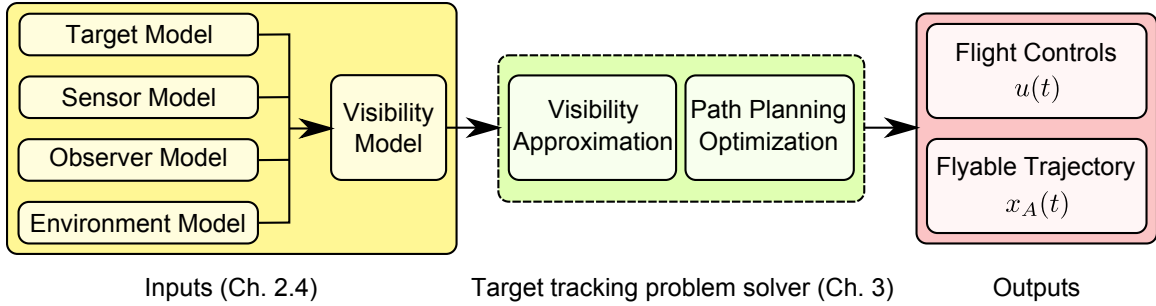 Target Model
Sensor Model
Observer Model
Environment Model
Visibility
Model
Visibility
Approximation
Path Planning
Optimization
Flight Controls
u(t)
Flyable Trajectory
x_A(t)
Inputs (Ch. 2.4)
Target tracking problem solver (Ch. 3)
Outputs